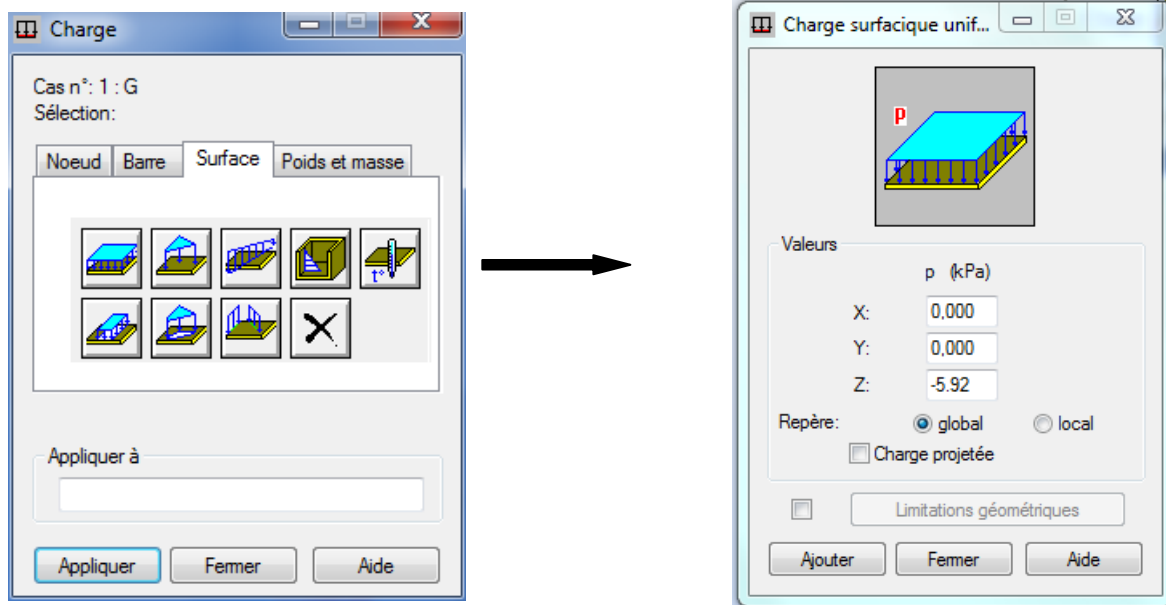 Charge
Cas n°: 1 : G
Sélection:
Noeud Barre Surface Poids et masse
t°
Appliquer à
Appliquer Fermer Aide
Charge surfacique unif...
p
Valeurs
p (kPa)
X: 0,000
Y: 0,000
Z: -5.92
Repère: global local
Charge projetée
Limitations géométriques
Ajouter Fermer Aide